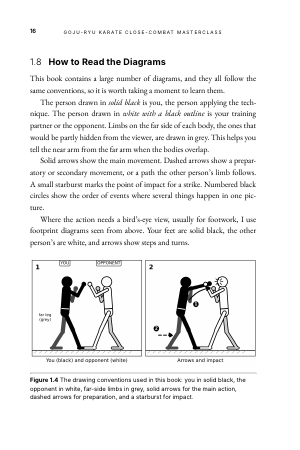 16
GOJU-RYU KARATE CLOSE-COMBAT MASTERCLASS
1.8 How to Read the Diagrams
This book contains a large number of diagrams, and they all follow the
same conventions, so it is worth taking a moment to learn them.
The person drawn in solid black is you, the person applying the tech-
nique. The person drawn in white with a black outline is your training
partner or the opponent. Limbs on the far side of each body, the ones that
would be partly hidden from the viewer, are drawn in grey. This helps you
tell the near arm from the far arm when the bodies overlap.
Solid arrows show the main movement. Dashed arrows show a prepar-
atory or secondary movement, or a path the other person's limb follows.
A small starburst marks the point of impact for a strike. Numbered black
circles show the order of events where several things happen in one pic-
ture.
Where the action needs a bird's-eye view, usually for footwork, I use
footprint diagrams seen from above. Your feet are solid black, the other
person's are white, and arrows show steps and turns.
1
YOU
OPPONENT
far leg
(grey)
2
1
2
You (black) and opponent (white)
Arrows and impact
Figure 1.4 The drawing conventions used in this book: you in solid black, the
opponent in white, far-side limbs in grey, solid arrows for the main action,
dashed arrows for preparation, and a starburst for impact.